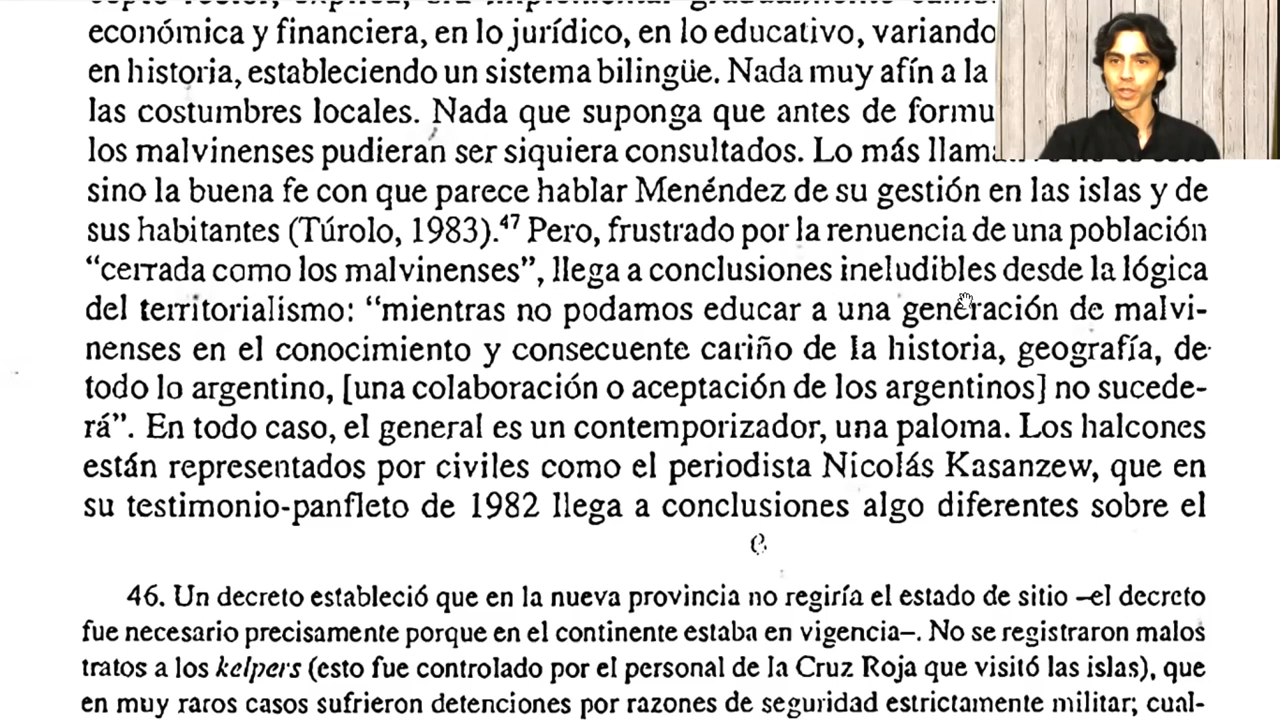 económica y financiera, en lo jurídico, en lo educativo, variando
en historia, estableciendo un sistema bilingüe. Nada muy afín a la
las costumbres locales. Nada que suponga que antes de formu
los malvinenses pudieran ser siquiera consultados. Lo más
sino la buena fe con que parece hablar Menéndez de su gestión en las islas y de
sus habitantes (Túrolo, 1983).47 Pero, frustrado por la renuencia de una población
“cerrada como los malvinenses”, llega a conclusiones ineludibles desde la lógica
del territorialismo: “mientras no podamos educar a una generación de malvi-
nenses en el conocimiento y consecuente cariño de la historia, geografía, de
todo lo argentino, [una colaboración o aceptación de los argentinos] no sucede-
rá”. En todo caso, el general es un contemporizador, una paloma. Los halcones
están representados por civiles como el periodista Nicolás Kasanzew, que en
su testimonio-panfleto de 1982 llega a conclusiones algo diferentes sobre el
46. Un decreto estableció que en la nueva provincia no regiría el estado de sitio –el decreto
fue necesario precisamente porque en el continente estaba en vigencia–. No se registraron malos
tratos a los kelpers (esto fue controlado por el personal de la Cruz Roja que visitó las islas), que
en muy raros casos sufrieron detenciones por razones de seguridad estrictamente militar; cual-